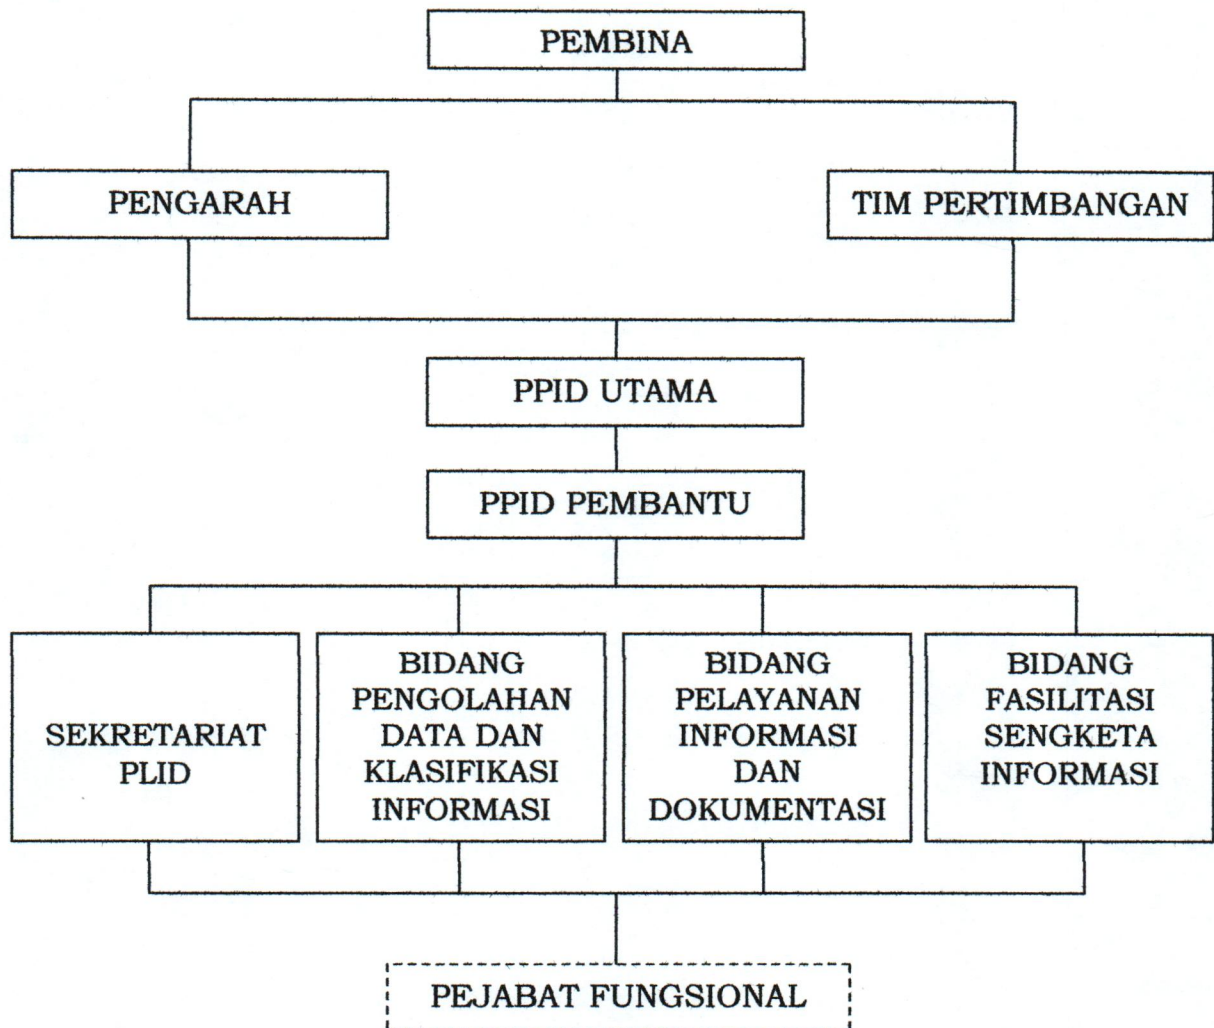 PEMBINA
PENGARAH
TIM PERTIMBANGAN
PPID UTAMA
PPID PEMBANTU
SEKRETARIAT
PLID
BIDANG
PENGOLAHAN
DATA DAN
KLASIFIKASI
INFORMASI
BIDANG
PELAYANAN
INFORMASI
DAN
DOKUMENTASI
BIDANG
FASILITASI
SENGKETA
INFORMASI
PEJABAT FUNGSIONAL